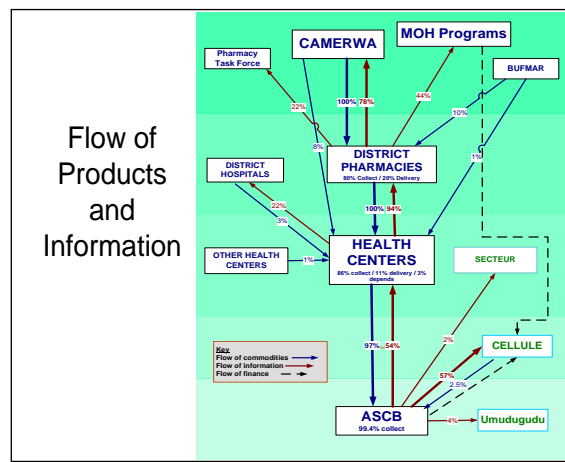 Flow of
Products
and
Information
CAMERWA
MOH Programs
Pharmacy
Task Force
BUFMAR
22%
100%
78%
44%
10%
8%
1%
DISTRICT
PHARMACIES
80% Collect / 20% Delivery
DISTRICT
HOSPITALS
22%
3%
100%
94%
OTHER HEALTH
CENTERS
1%
HEALTH
CENTERS
86% collect / 11% delivery / 3%
depends
SECTEUR
97%
54%
2%
CELLULE
57%
2.5%
Key
Flow of commodities
Flow of information
Flow of finance
ASCB
99.4% collect
4%
Umudugudu